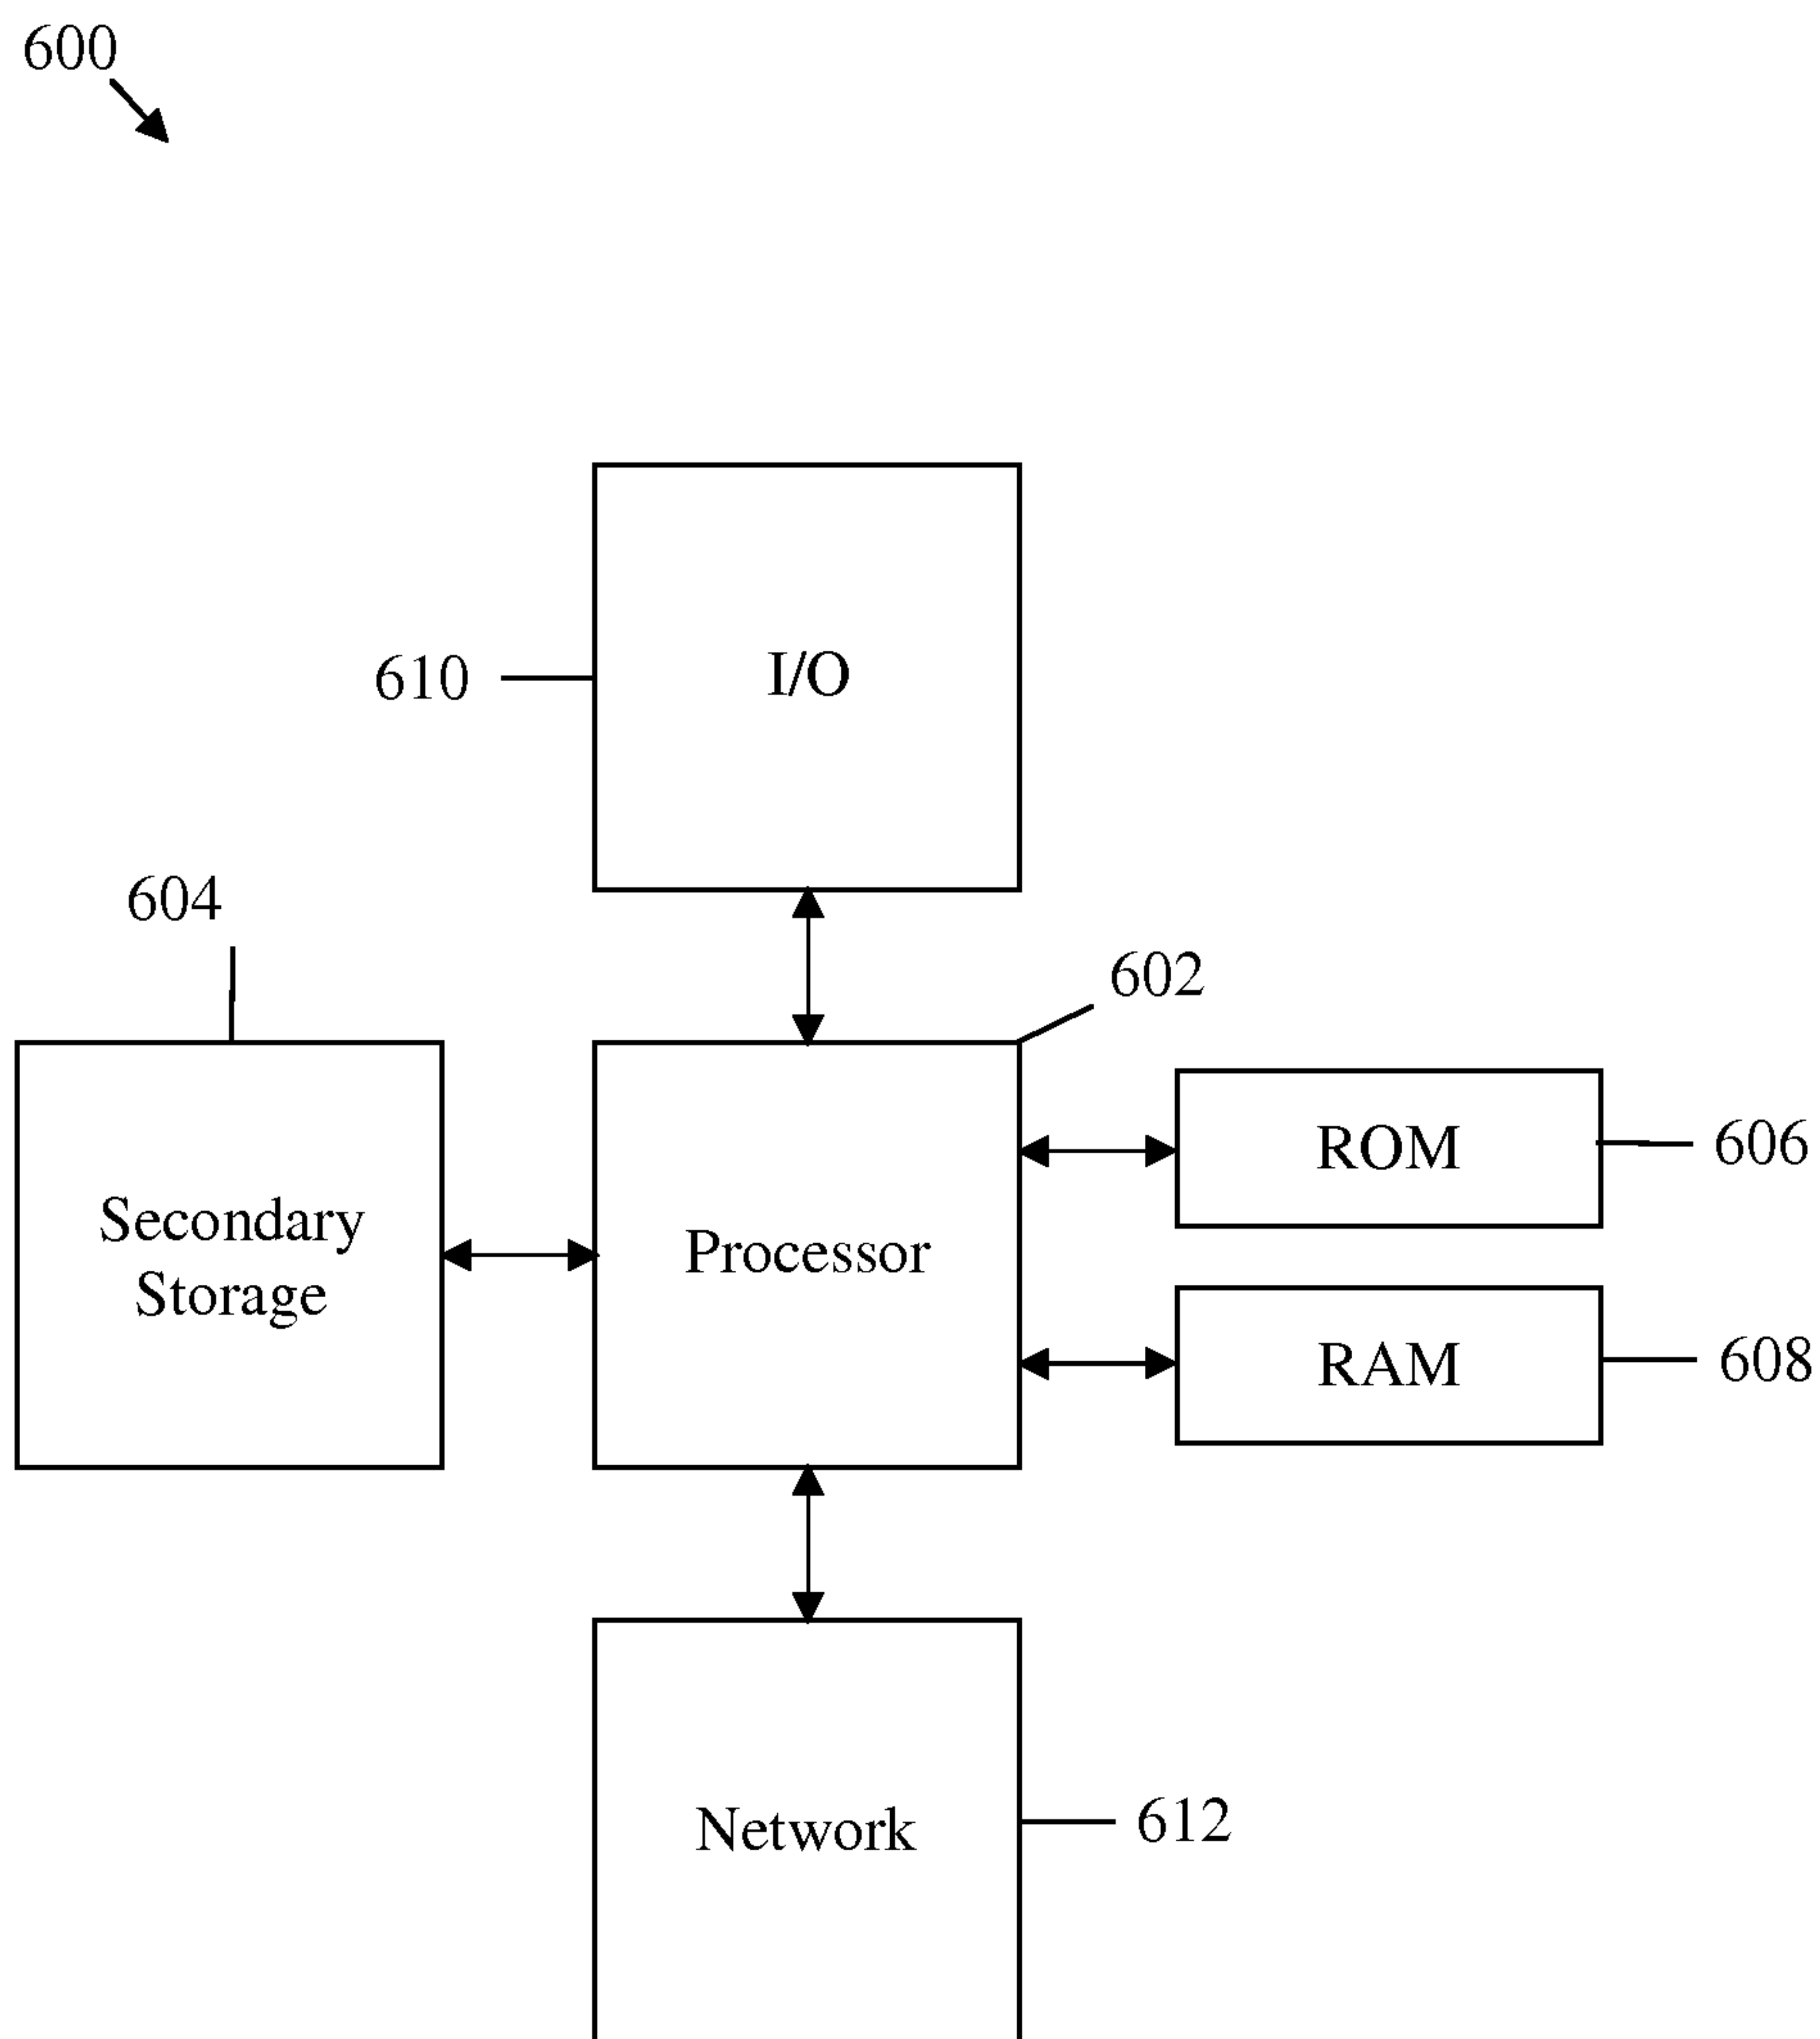 600
I/O
610
604
602
Secondary
Storage
Processor
ROM
606
RAM
608
Network
612